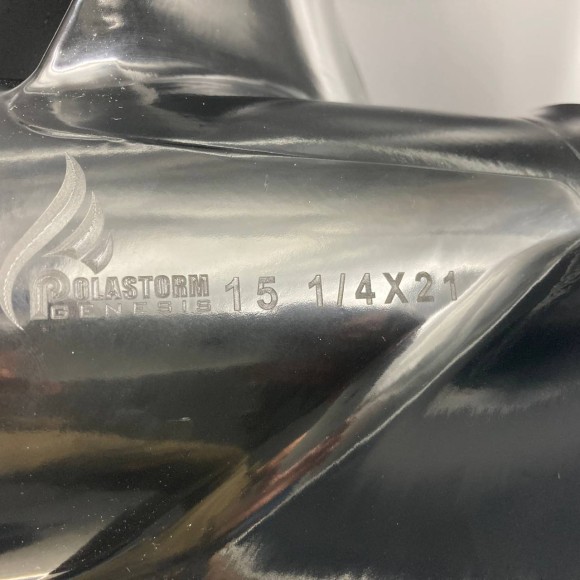 POLASTORM 15 1/4X21
GENESIS